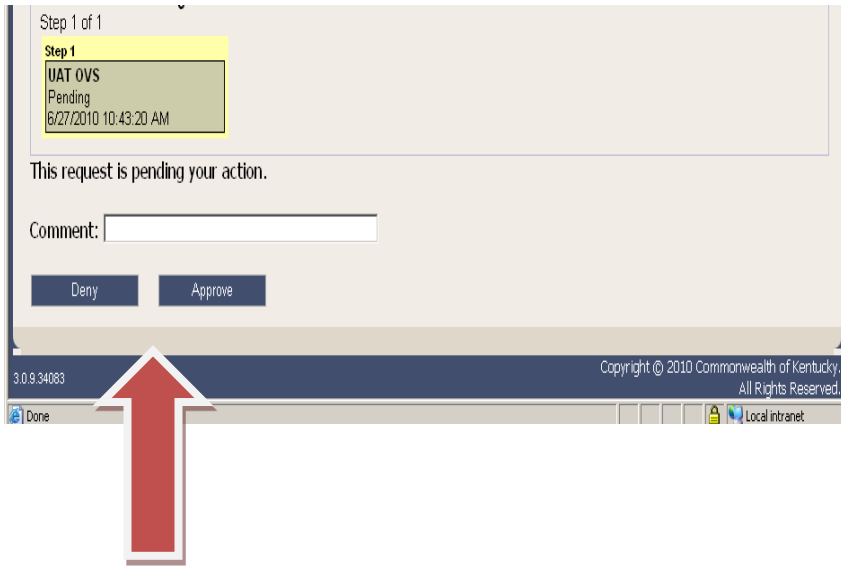 Step 1 of 1
Step 1
UAT OVS
Pending
6/27/2010 10:43:20 AM
This request is pending your action.
Comment:
Deny Approve
3.0.9.34083
Copyright © 2010 Commonwealth of Kentucky.
All Rights Reserved.
Done Local intranet